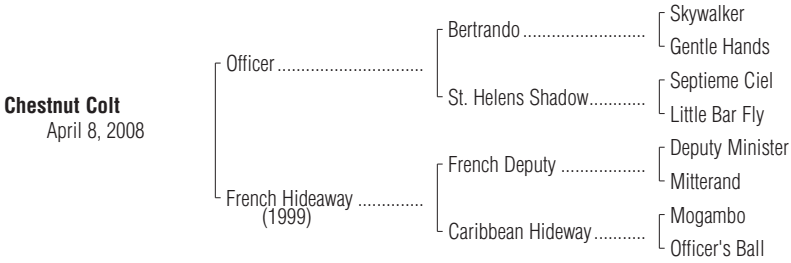 Skywalker
Bertrando ..........................
Gentle Hands
Officer...............................
Septieme Ciel
St. Helens Shadow............
Little Bar Fly
Chestnut Colt
April 8, 2008
Deputy Minister
French Deputy ..................
Mitterand
French Hideaway ..............
(1999)
Mogambo
Caribbean Hideway...........
Officer's Ball